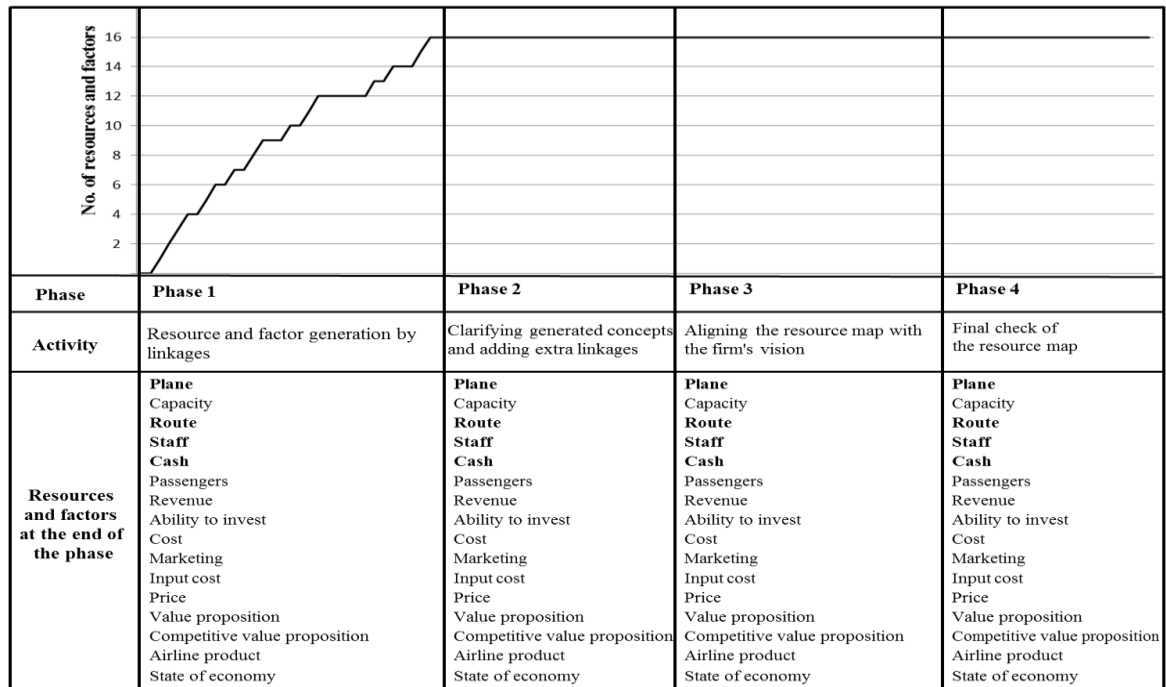 No. of resources and factors
16
14
12
10
8
6
4
2
Phase
Phase 1
Phase 2
Phase 3
Phase 4
Activity
Resource and factor generation by
linkages
Clarifying generated concepts
and adding extra linkages
Aligning the resource map with
the firm's vision
Final check of
the resource map
Resources
and factors
at the end of
the phase
Plane
Capacity
Route
Staff
Cash
Passengers
Revenue
Ability to invest
Cost
Marketing
Input cost
Price
Value proposition
Competitive value proposition
Airline product
State of economy
Plane
Capacity
Route
Staff
Cash
Passengers
Revenue
Ability to invest
Cost
Marketing
Input cost
Price
Value proposition
Competitive value proposition
Airline product
State of economy
Plane
Capacity
Route
Staff
Cash
Passengers
Revenue
Ability to invest
Cost
Marketing
Input cost
Price
Value proposition
Competitive value proposition
Airline product
State of economy
Plane
Capacity
Route
Staff
Cash
Passengers
Revenue
Ability to invest
Cost
Marketing
Input cost
Price
Value proposition
Competitive value proposition
Airline product
State of economy